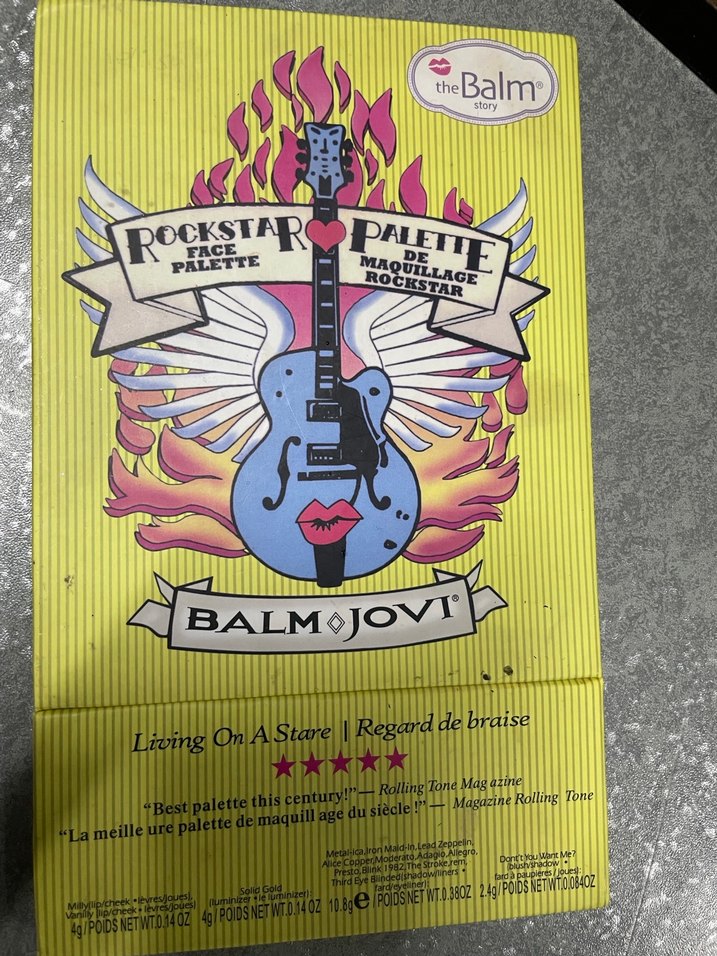 the Balm®
story
ROCKSTAR
FACE
PALETTE
PALETTE
DE
MAQUILLAGE
ROCKSTAR
BALM JOVI®
Living On A Stare | Regard de braise
“Best palette this century!”— Rolling Tone Mag azine
“La meille ure palette de maquill age du siècle !” — Magazine Rolling Tone
Milly(lip/cheek •lèvres/joues),
Vanilly (lip/cheek• lèvres/joues)
4g / POIDS NET WT.0.14 OZ
Solid Gold
(luminizer •le luminizer):
4g / POIDS NET WT.0.14 OZ
Metal-ica,Iron Maid-In,Lead Zeppelin,
Alice Copper,Moderato,Adagio,Allegro,
Presto,Blink 1982,The Stroke,rem,
Third Eye Blinded(shadow/liners •
fard/eyeliner):
10.8g e / POIDS NET WT.0.38OZ
Dont't You Want Me?
(blush/shadow •
fard à paupières / joues):
2.4g / POIDS NET WT.0.084OZ